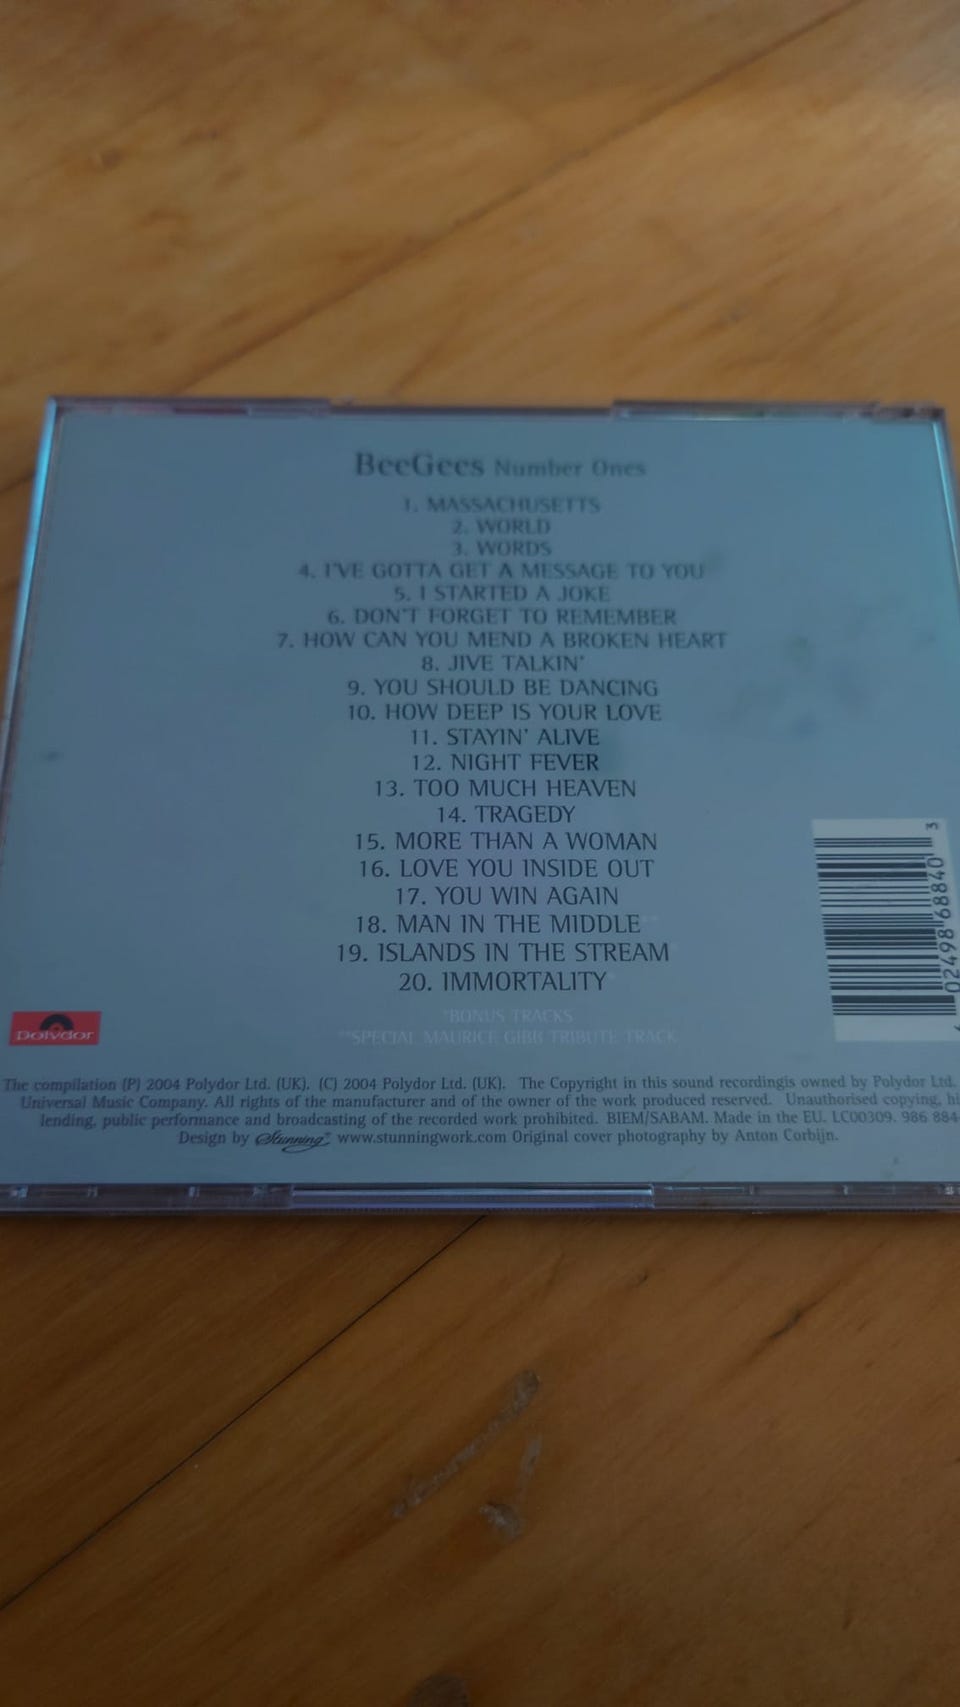 BeeGees Number Ones
1. MASSACHUSETTS
2. WORLD
3. WORDS
4. I'VE GOTTA GET A MESSAGE TO YOU
5. I STARTED A JOKE
6. DON'T FORGET TO REMEMBER
7. HOW CAN YOU MEND A BROKEN HEART
8. JIVE TALKIN'
9. YOU SHOULD BE DANCING
10. HOW DEEP IS YOUR LOVE
11. STAYIN' ALIVE
12. NIGHT FEVER
13. TOO MUCH HEAVEN
14. TRAGEDY
15. MORE THAN A WOMAN
16. LOVE YOU INSIDE OUT
17. YOU WIN AGAIN
18. MAN IN THE MIDDLE**
19. ISLANDS IN THE STREAM*
20. IMMORTALITY*
*BONUS TRACKS
**SPECIAL MAURICE GIBB TRIBUTE TRACK
Polydor
02498 68840 3
The compilation (P) 2004 Polydor Ltd. (UK). (C) 2004 Polydor Ltd. (UK). The Copyright in this sound recordingis owned by Polydor Ltd.
Universal Music Company. All rights of the manufacturer and of the owner of the work produced reserved. Unauthorised copying,
lending, public performance and broadcasting of the recorded work prohibited. BIEM/SABAM. Made in the EU. LC00309. 986 884
Design by Stunning www.stunningwork.com Original cover photography by Anton Corbijn.